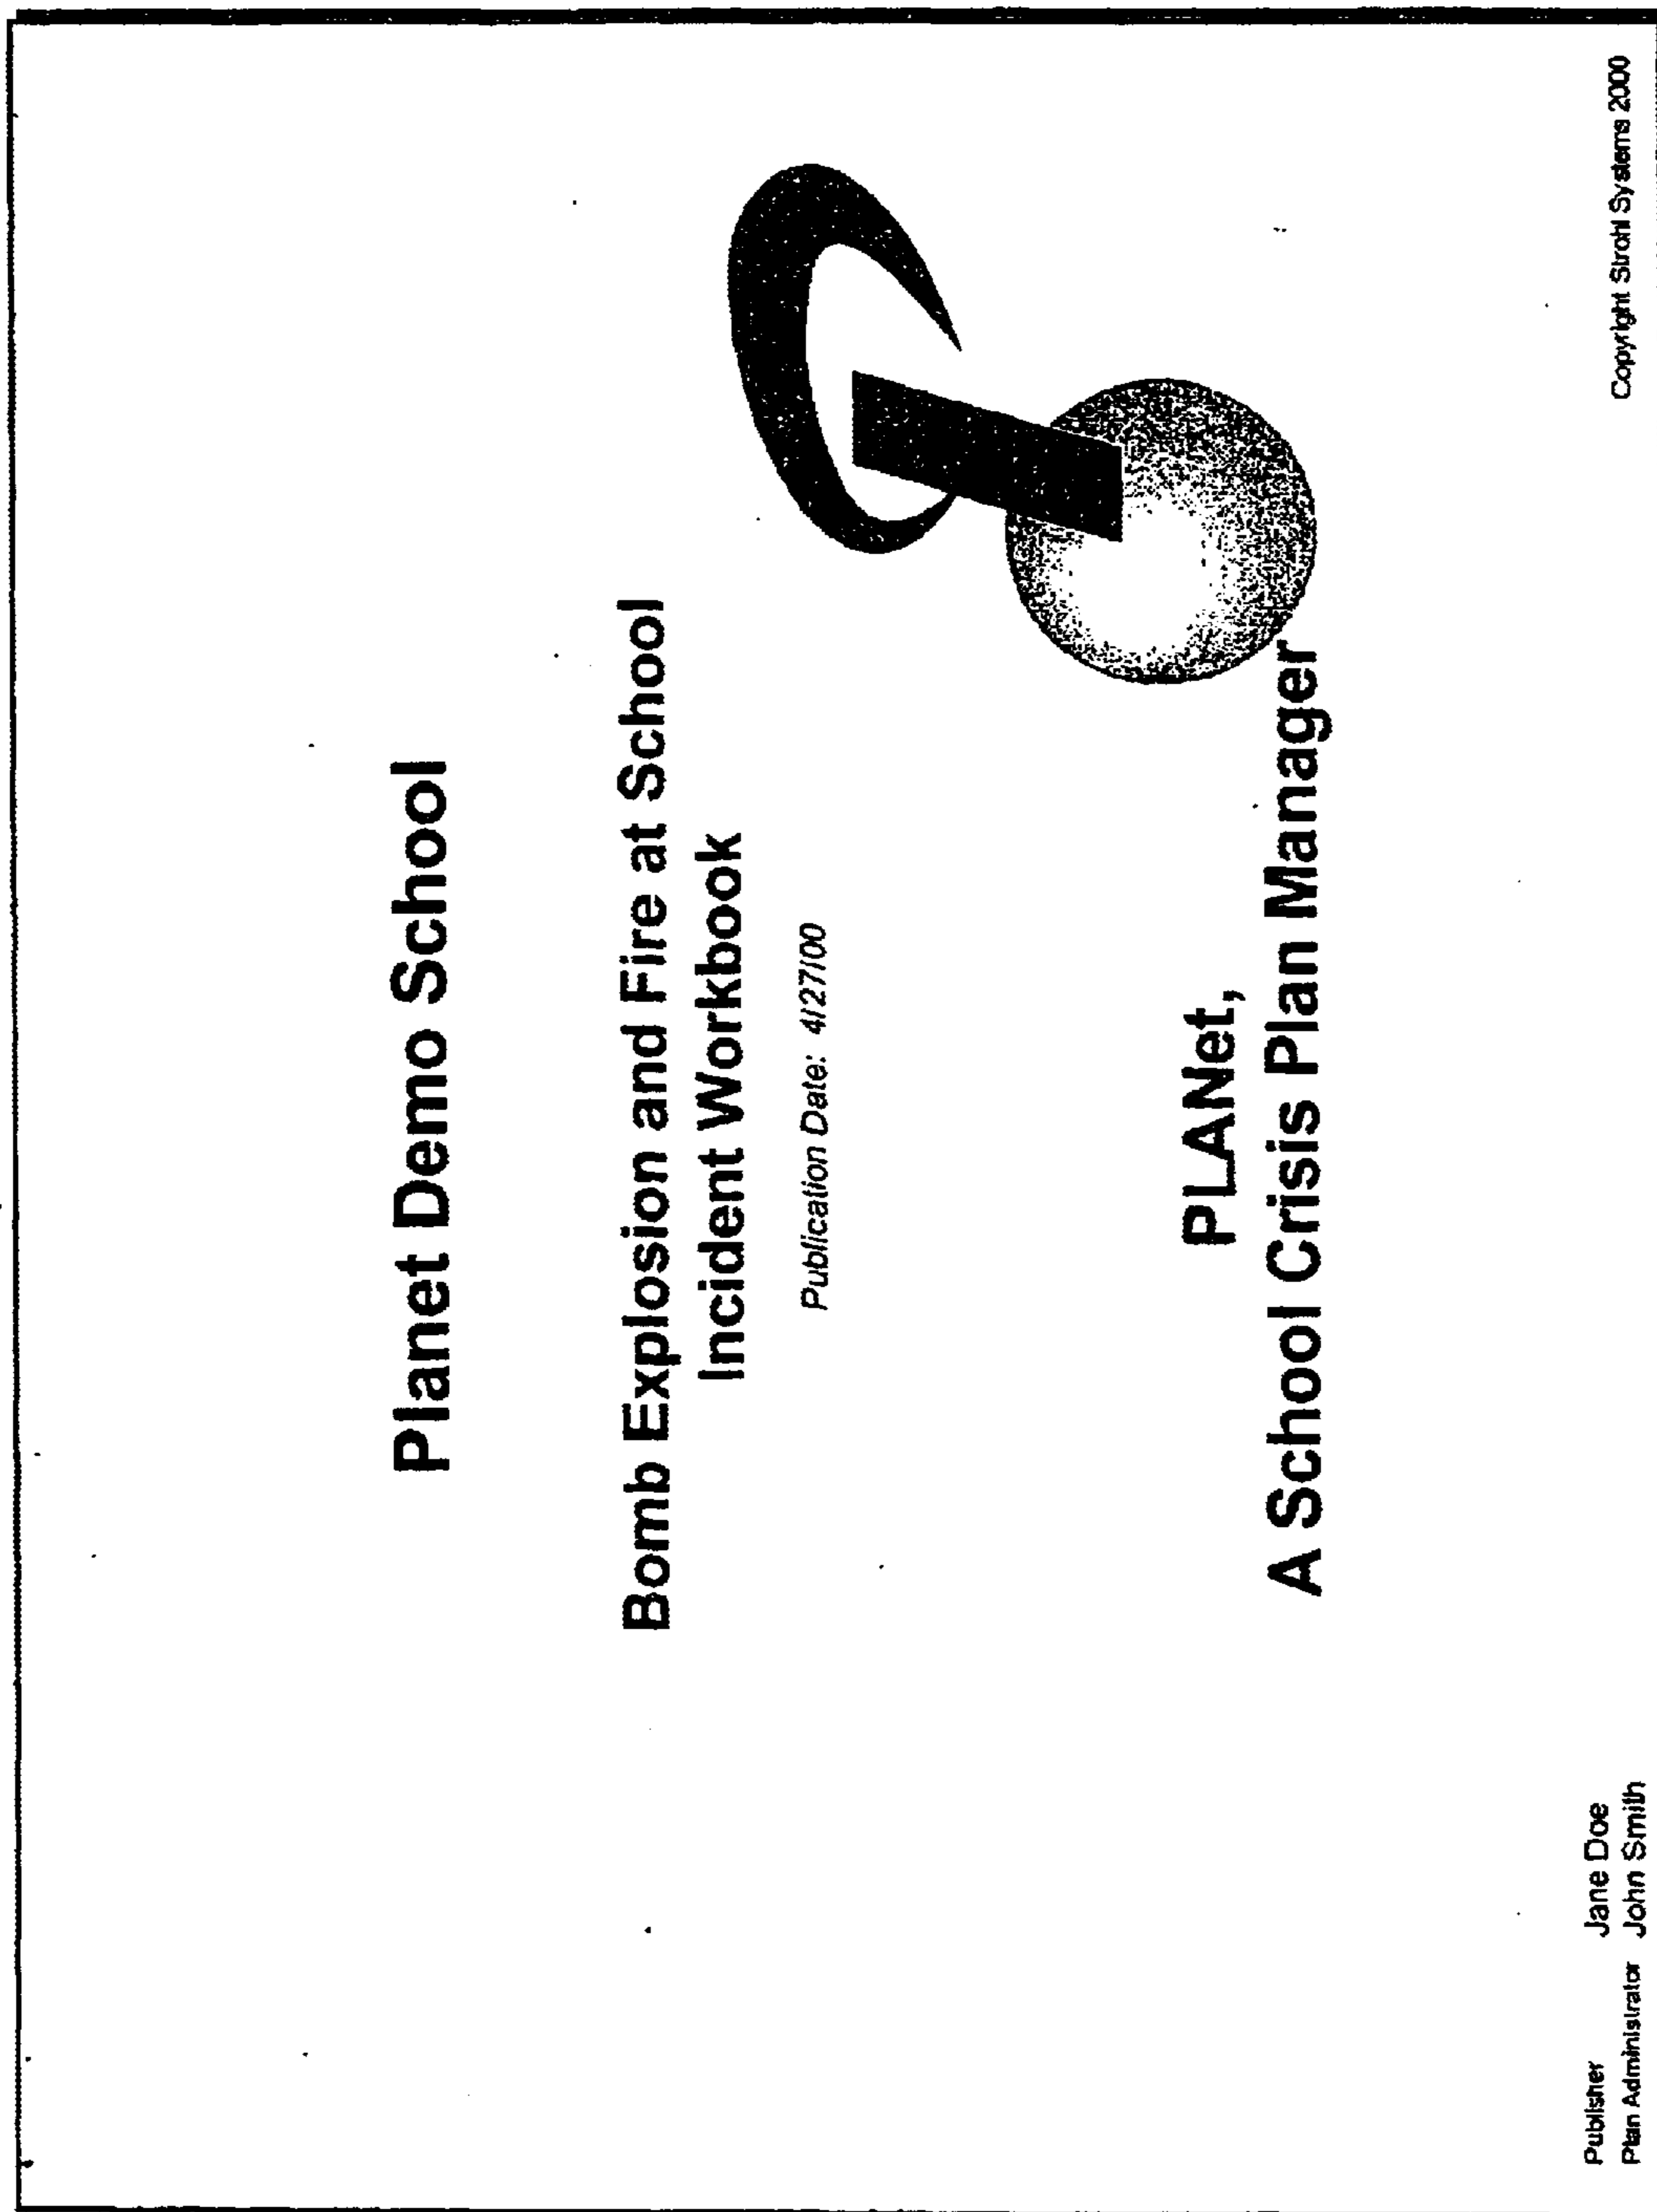 Planet Demo School
Bomb Explosion and Fire at School
Incident Workbook
Publication Date: 4/27/00
PLANet,
A School Crisis Plan Manager
Publisher Jane Doe
Plan Administrator John Smith
Copyright Strohl Systems 2000